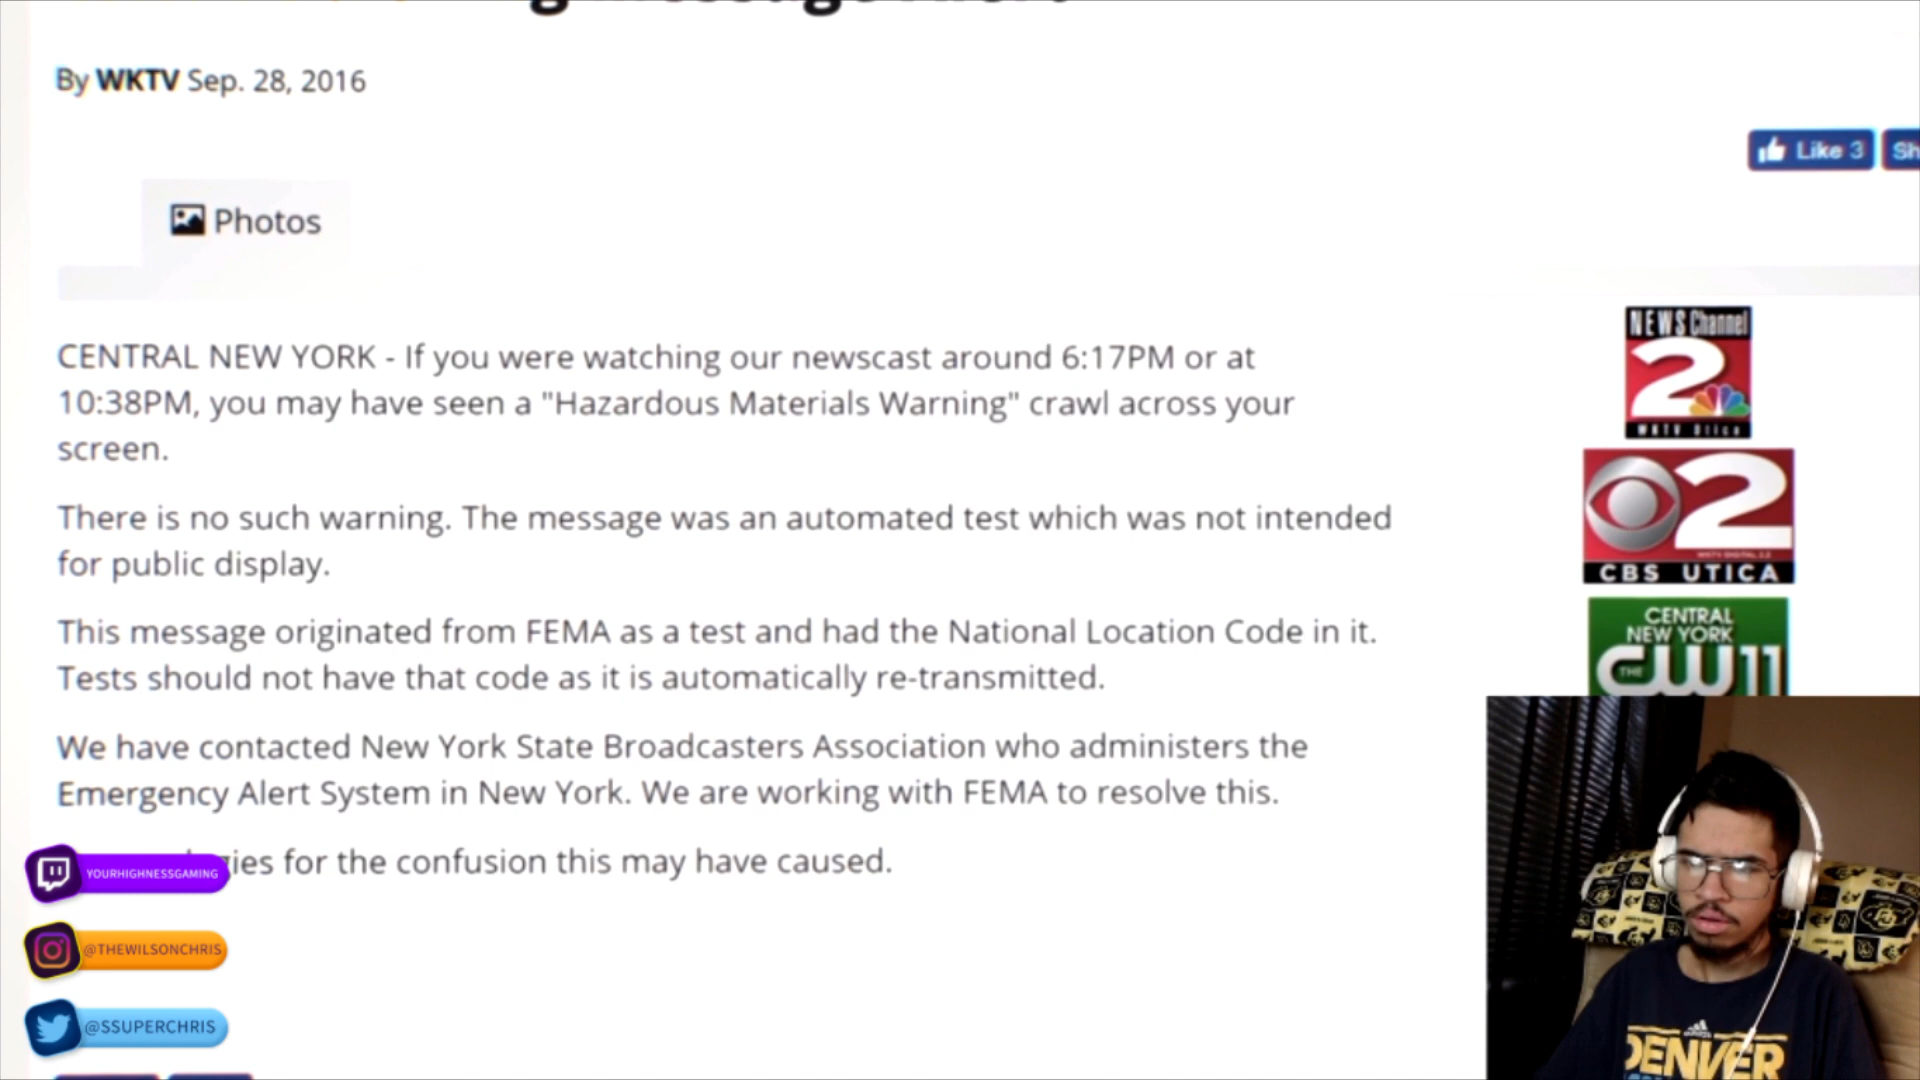 By WKTV Sep. 28, 2016
Like 3
Photos
CENTRAL NEW YORK - If you were watching our newscast around 6:17PM or at
10:38PM, you may have seen a "Hazardous Materials Warning" crawl across your
screen.
There is no such warning. The message was an automated test which was not intended
for public display.
This message originated from FEMA as a test and had the National Location Code in it.
Tests should not have that code as it is automatically re-transmitted.
We have contacted New York State Broadcasters Association who administers the
Emergency Alert System in New York. We are working with FEMA to resolve this.
for the confusion this may have caused.
NEWSChannel
2
WKTV Utica
2
CBS UTICA
CENTRAL
NEW YORK
THE CW 11
YOURHIGHNESSGAMING
@THEWILSONCHRIS
@SSUPERCHRIS
adidas
DENVER